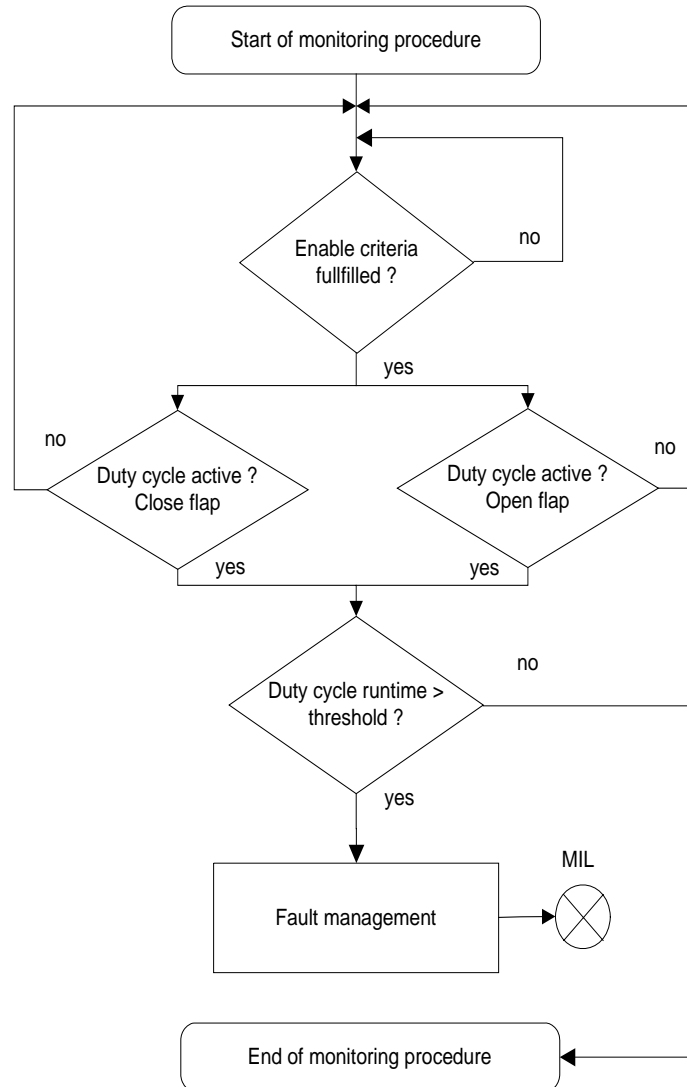 Start of monitoring procedure
Enable criteria
fullfilled ?
no
yes
no
Duty cycle active ?
Close flap
yes
Duty cycle active ?
Open flap
no
yes
Duty cycle runtime >
threshold ?
no
yes
Fault management
MIL
End of monitoring procedure